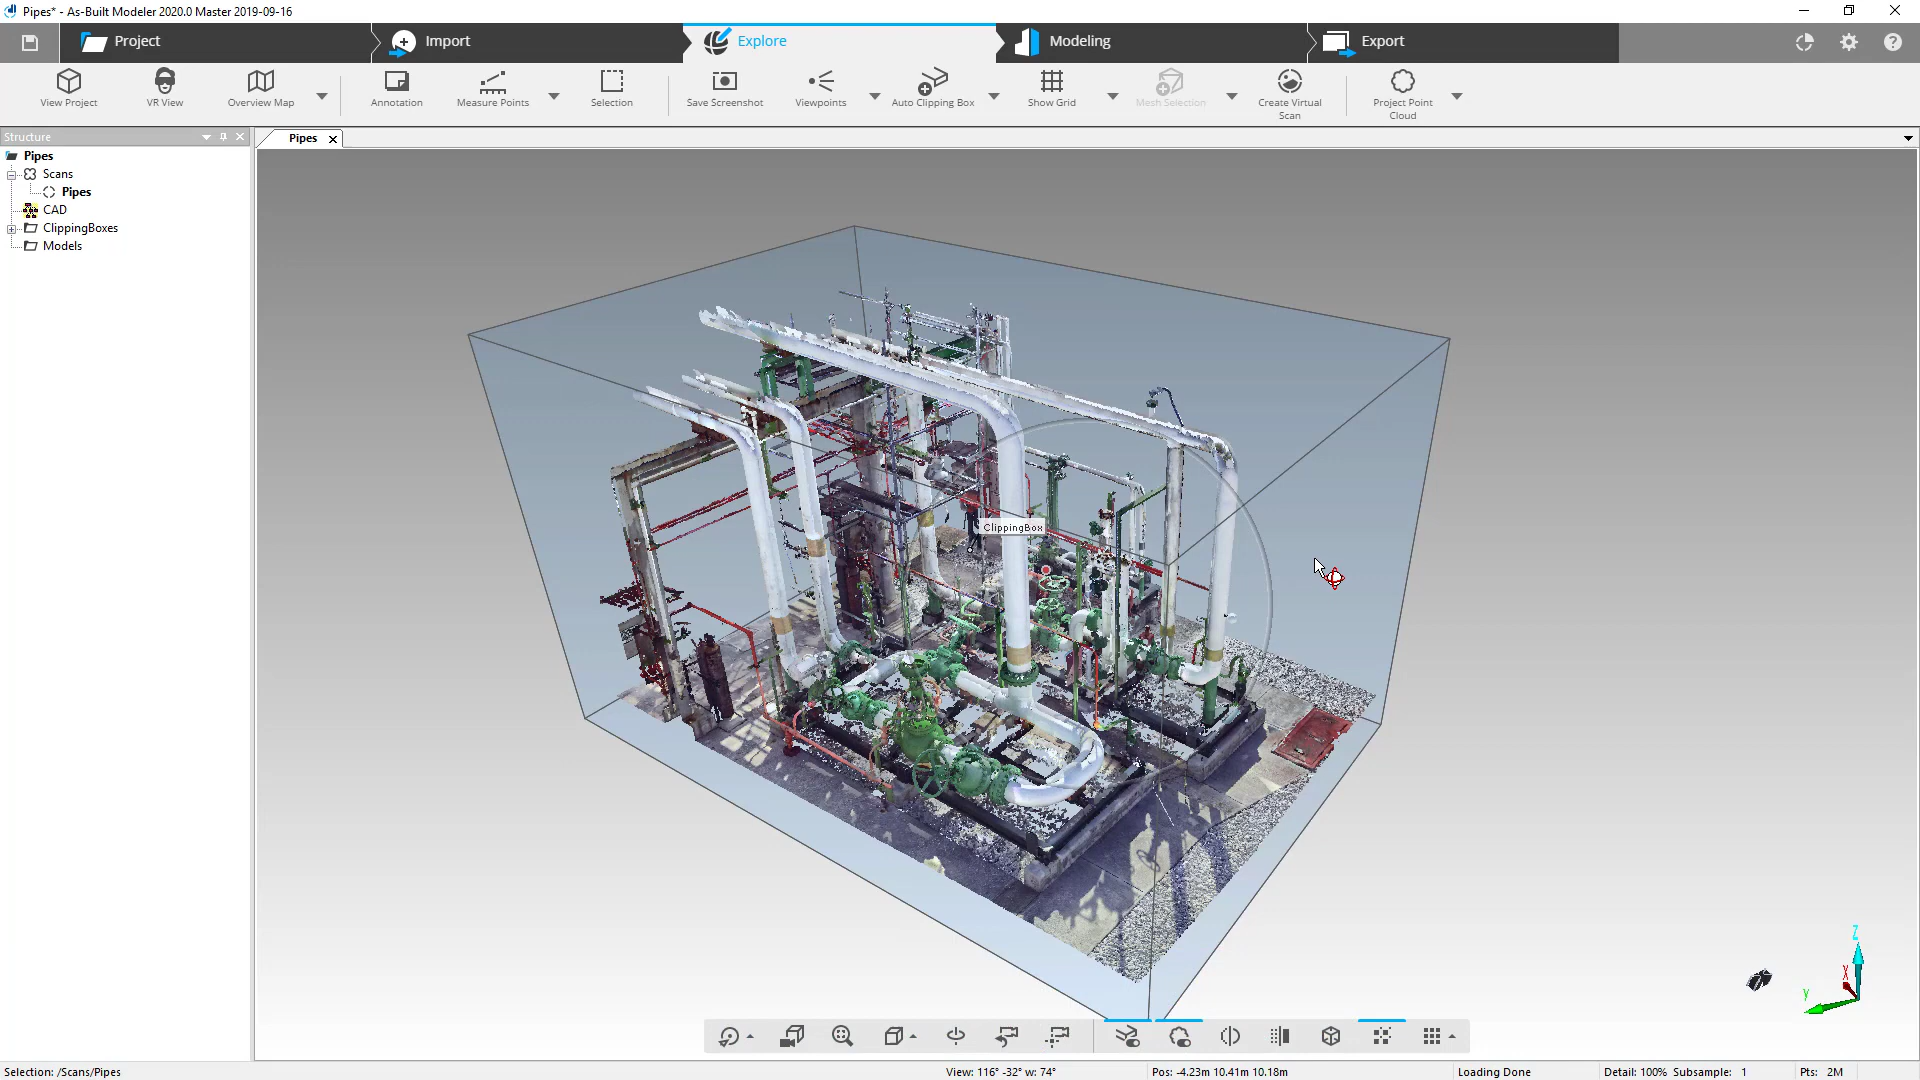 Pipes* - As-Built Modeler 2020.0 Master 2019-09-16
Project
Import
Explore
Modeling
Export
View Project
VR View
Overview Map
Annotation
Measure Points
Selection
Save Screenshot
Viewpoints
Auto Clipping Box
Show Grid
Mesh Selection
Create Virtual
Scan
Project Point
Cloud
Structure
Pipes
Pipes
Scans
Pipes
CAD
ClippingBoxes
Models
ClippingBox
Z
X
Y
Selection: /Scans/Pipes
View: 116° -32° w: 74°
Pos: -4.23m 10.41m 10.18m
Loading Done
Detail: 100% Subsample: 1
Pts: 2M